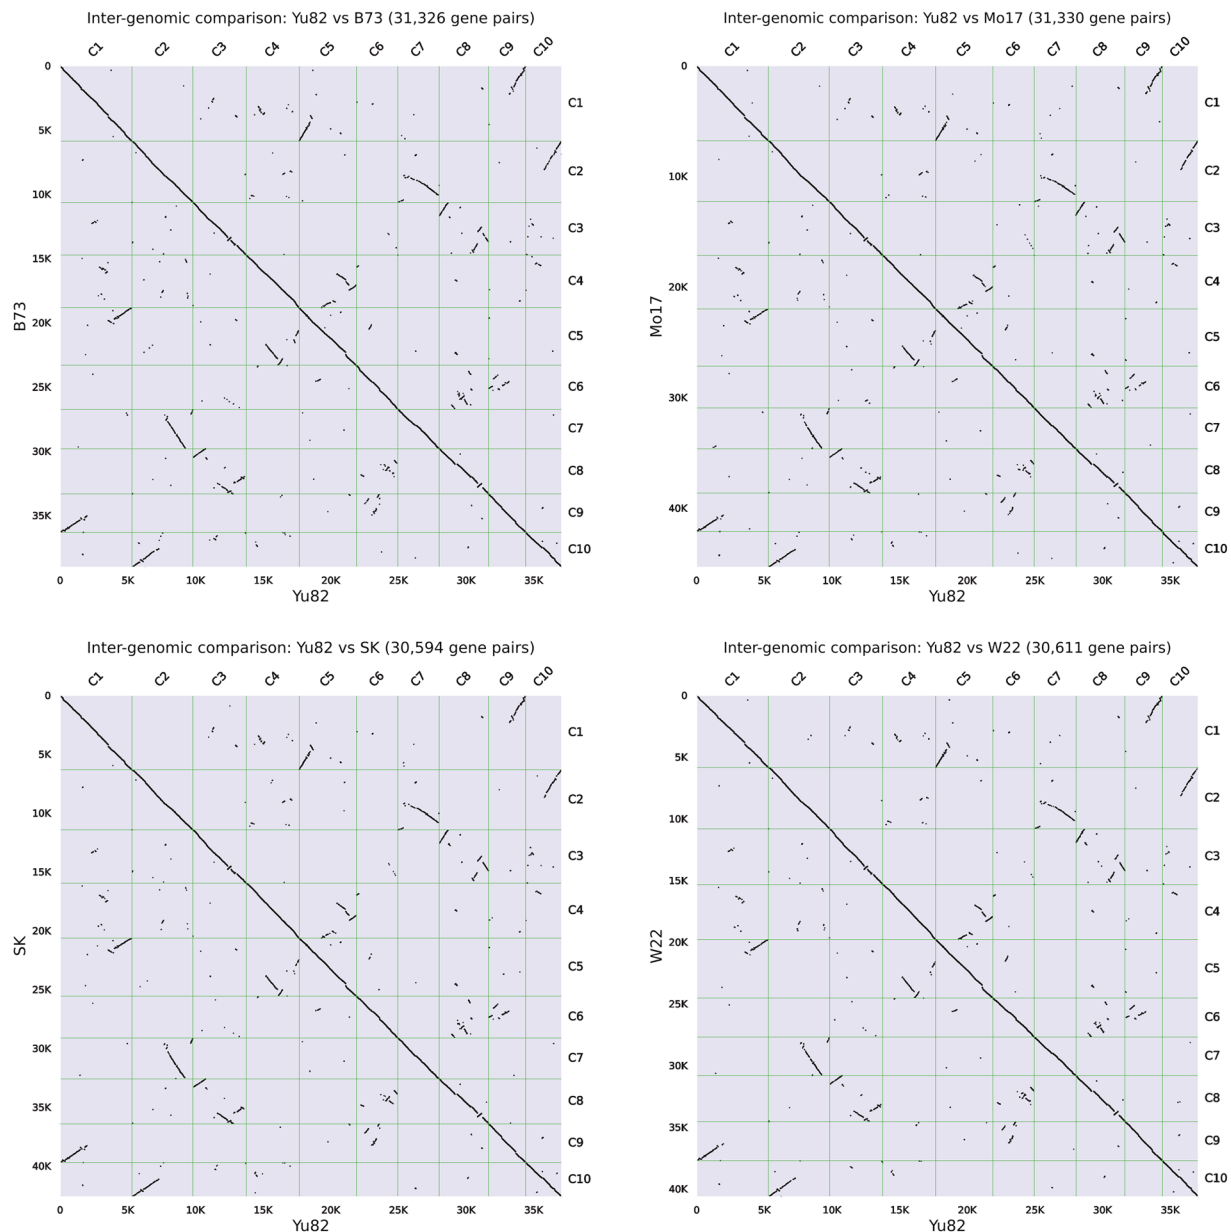 Inter-genomic comparison: Yu82 vs B73 (31,326 gene pairs)
C1 C2 C3 C4 C5 C6 C7 C8 C9 C10
0
5K
10K
15K
20K
25K
30K
35K
B73
C1
C2
C3
C4
C5
C6
C7
C8
C9
C10
0 5K 10K 15K 20K 25K 30K 35K
Yu82
Inter-genomic comparison: Yu82 vs Mo17 (31,330 gene pairs)
C1 C2 C3 C4 C5 C6 C7 C8 C9 C10
0
10K
20K
30K
40K
Mo17
C1
C2
C3
C4
C5
C6
C7
C8
C9
C10
0 5K 10K 15K 20K 25K 30K 35K
Yu82
Inter-genomic comparison: Yu82 vs SK (30,594 gene pairs)
C1 C2 C3 C4 C5 C6 C7 C8 C9 C10
0
5K
10K
15K
20K
25K
30K
35K
40K
SK
C1
C2
C3
C4
C5
C6
C7
C8
C9
C10
0 5K 10K 15K 20K 25K 30K 35K
Yu82
Inter-genomic comparison: Yu82 vs W22 (30,611 gene pairs)
C1 C2 C3 C4 C5 C6 C7 C8 C9 C10
0
5K
10K
15K
20K
25K
30K
35K
40K
W22
C1
C2
C3
C4
C5
C6
C7
C8
C9
C10
0 5K 10K 15K 20K 25K 30K 35K
Yu82